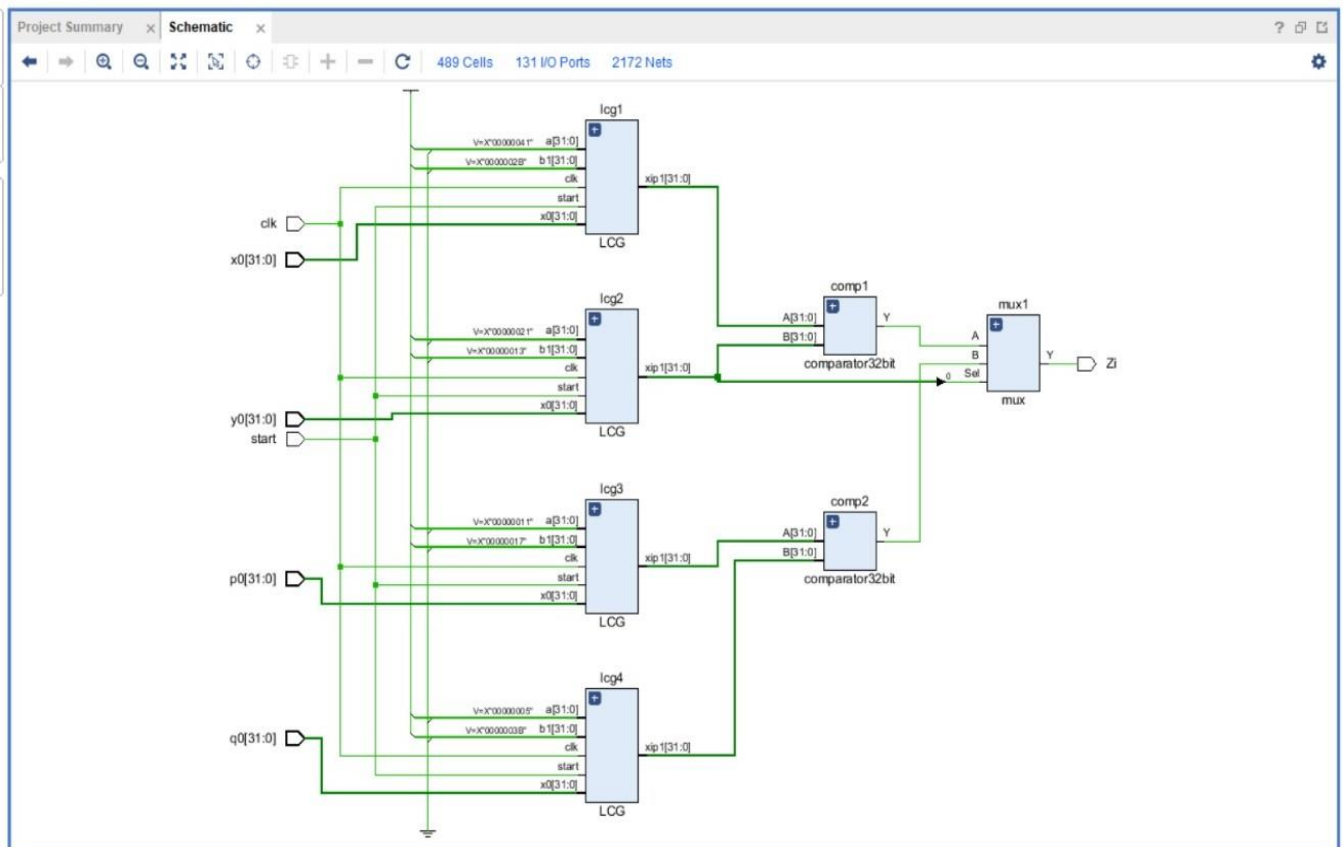 Project Summary × Schematic ×
?
489 Cells 131 I/O Ports 2172 Nets
lcg1
V=X"00000041" a[31:0]
V=X"0000002B" b1[31:0]
clk
start
x0[31:0]
xip1[31:0]
LCG
clk
x0[31:0]
lcg2
V=X"00000021" a[31:0]
V=X"00000013" b1[31:0]
clk
start
x0[31:0]
xip1[31:0]
LCG
y0[31:0]
start
comp1
A[31:0]
B[31:0]
Y
comparator32bit
mux1
A
B
0 Sel
Y
mux
Zi
lcg3
V=X"00000011" a[31:0]
V=X"00000017" b1[31:0]
clk
start
x0[31:0]
xip1[31:0]
LCG
p0[31:0]
comp2
A[31:0]
B[31:0]
Y
comparator32bit
lcg4
V=X"00000005" a[31:0]
V=X"0000003B" b1[31:0]
clk
start
x0[31:0]
xip1[31:0]
LCG
q0[31:0]